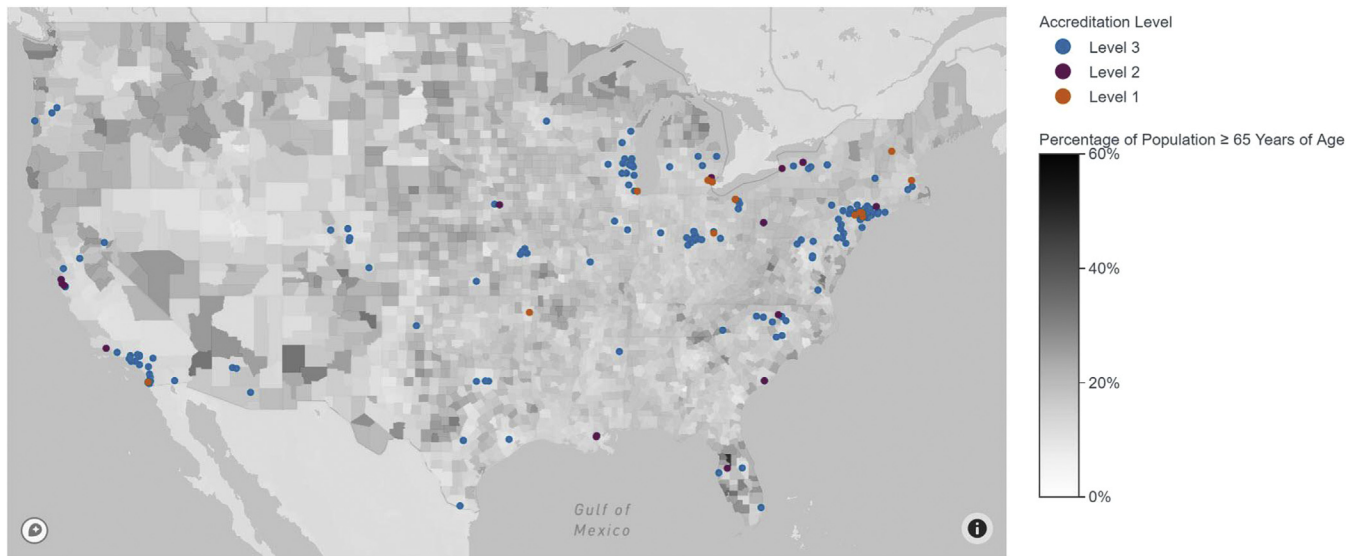 Accreditation Level
Level 3
Level 2
Level 1
Percentage of Population ≥ 65 Years of Age
60%
40%
20%
0%
Gulf of
Mexico
i